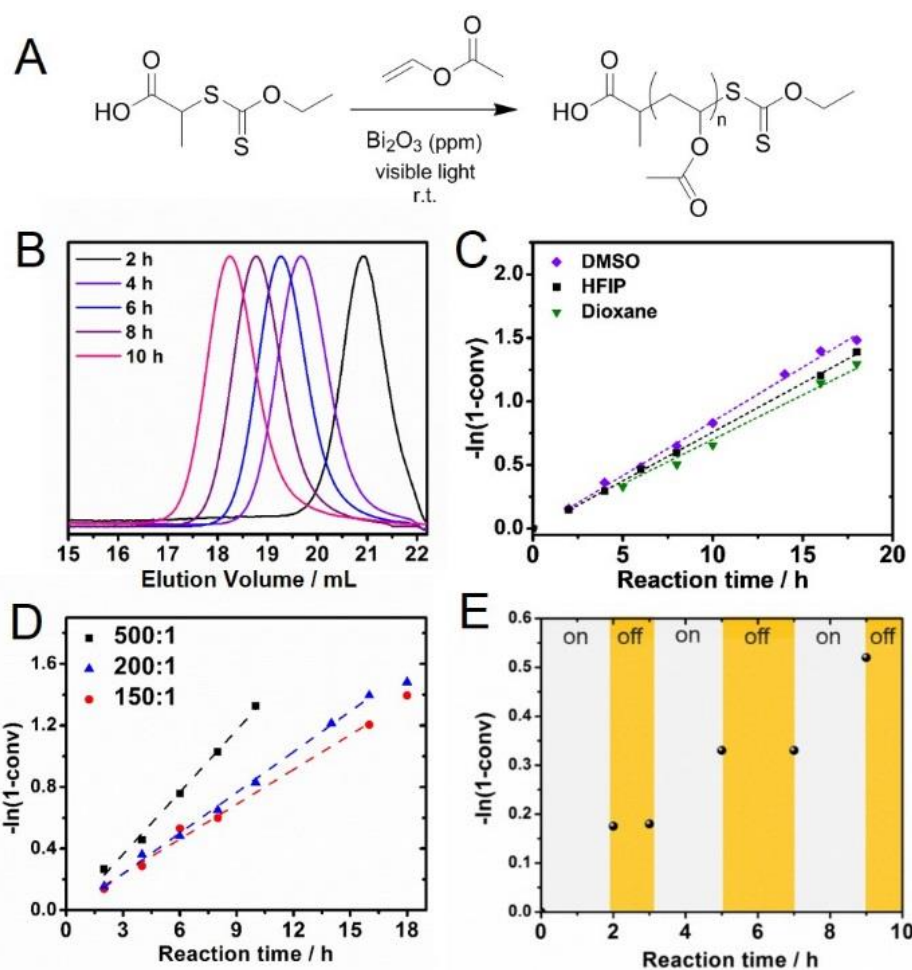 A
O
HO
S
O
S
O
O
Bi₂O₃ (ppm)
visible light
r.t.
O
HO
n
S
O
S
O
O
B
2 h
4 h
6 h
8 h
10 h
15 16 17 18 19 20 21 22
Elution Volume / mL
C
DMSO
HFIP
Dioxane
2.0
1.5
1.0
0.5
0.0
-ln(1-conv)
0 5 10 15 20
Reaction time / h
D
500:1
200:1
150:1
1.6
1.2
0.8
0.4
0.0
-ln(1-conv)
0 3 6 9 12 15 18
Reaction time / h
E
on off on off on off
0.6
0.5
0.4
0.3
0.2
0.1
0.0
-ln(1-conv)
0 2 4 6 8 10
Reaction time / h